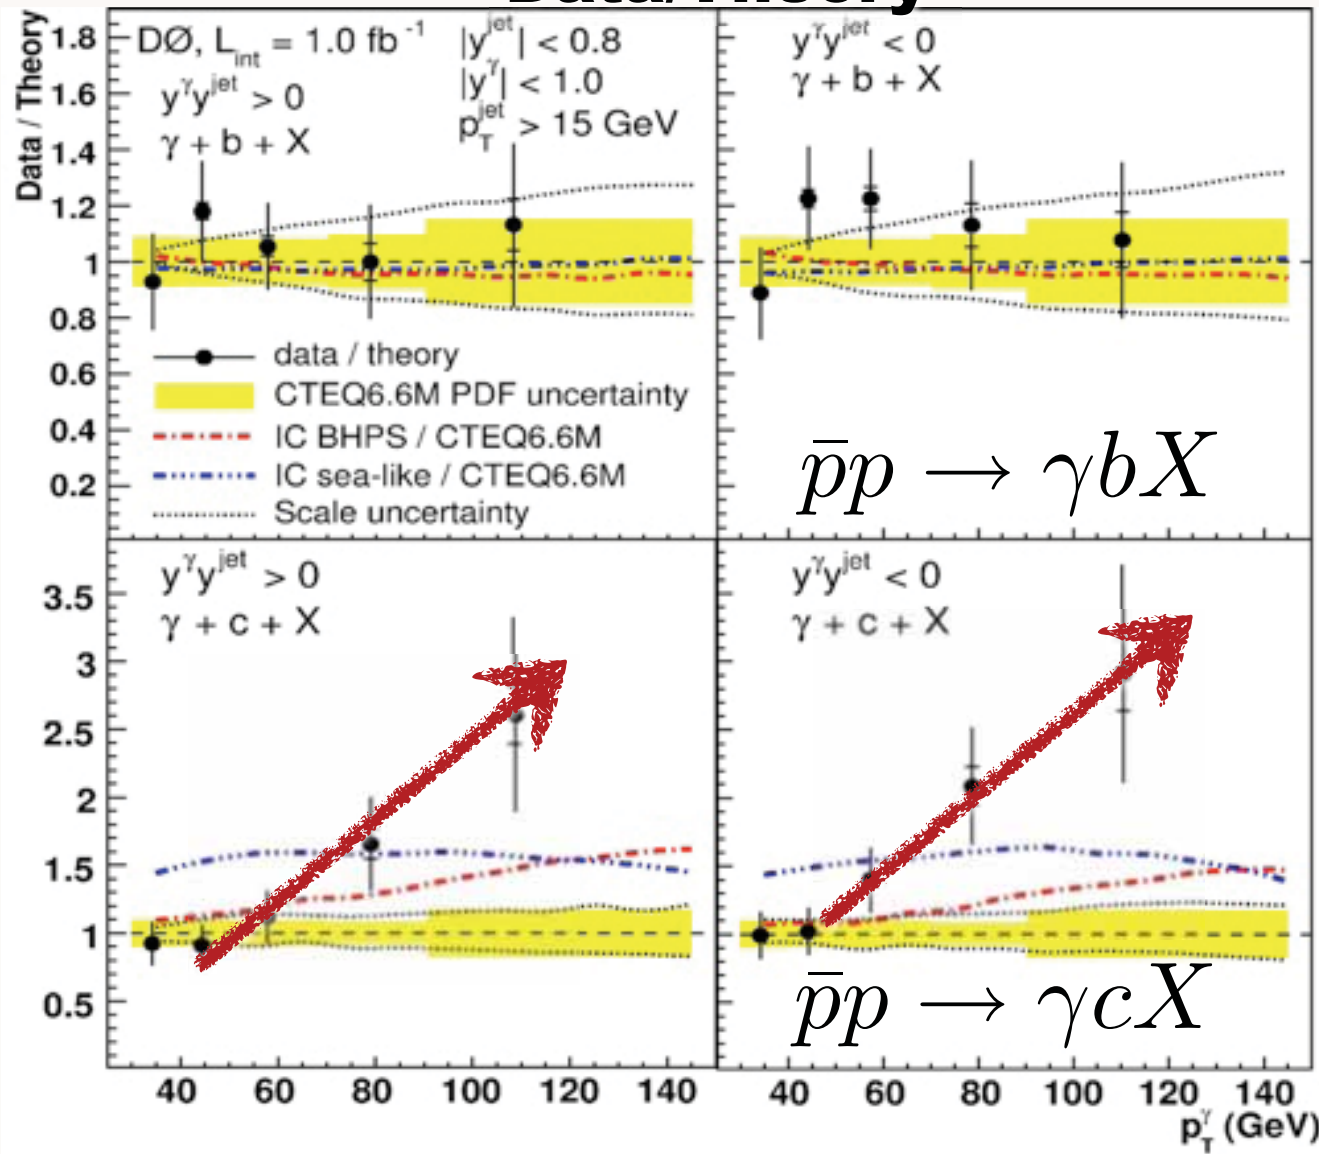 Data/Theory
Data / Theory
DØ, L_int = 1.0 fb^-1
|y^jet| < 0.8
y^γ y^jet > 0
|y^γ| < 1.0
γ + b + X
p_T^jet > 15 GeV
y^γ y^jet < 0
γ + b + X
1.8
1.6
1.4
1.2
1
0.8
0.6
0.4
0.2
data / theory
CTEQ6.6M PDF uncertainty
IC BHPS / CTEQ6.6M
IC sea-like / CTEQ6.6M
Scale uncertainty
p̄p → γbX
y^γ y^jet > 0
γ + c + X
y^γ y^jet < 0
γ + c + X
3.5
3
2.5
2
1.5
1
0.5
p̄p → γcX
40 60 80 100 120 140
40 60 80 100 120 140
p_T^γ (GeV)